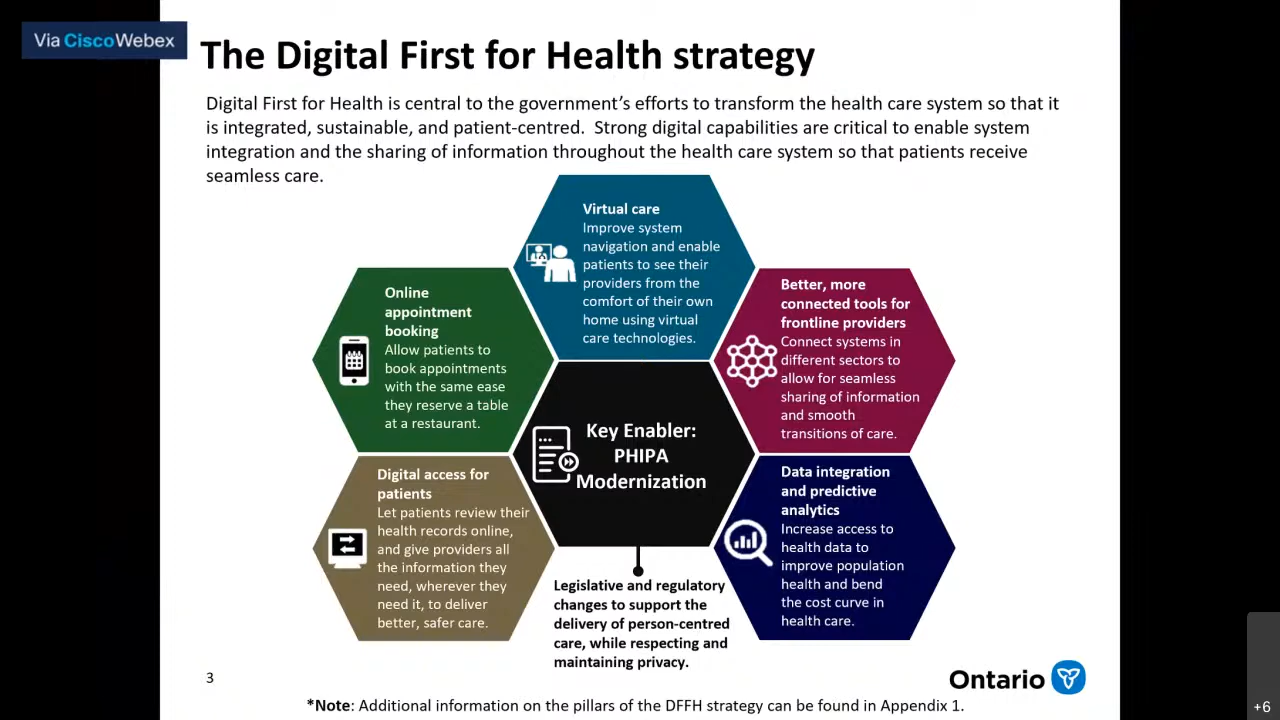 Via CiscoWebex
The Digital First for Health strategy
Digital First for Health is central to the government's efforts to transform the health care system so that it
is integrated, sustainable, and patient-centred.  Strong digital capabilities are critical to enable system
integration and the sharing of information throughout the health care system so that patients receive
seamless care.
Virtual care
Improve system
navigation and enable
patients to see their
providers from the
comfort of their own
home using virtual
care technologies.
Online
appointment
booking
Allow patients to
book appointments
with the same ease
they reserve a table
at a restaurant.
Better, more
connected tools for
frontline providers
Connect systems in
different sectors to
allow for seamless
sharing of information
and smooth
transitions of care.
Key Enabler:
PHIPA
Modernization
Digital access for
patients
Let patients review their
health records online,
and give providers all
the information they
need, wherever they
need it, to deliver
better, safer care.
Data integration
and predictive
analytics
Increase access to
health data to
improve population
health and bend
the cost curve in
health care.
Legislative and regulatory
changes to support the
delivery of person-centred
care, while respecting and
maintaining privacy.
3
Ontario
*Note: Additional information on the pillars of the DFFH strategy can be found in Appendix 1.
+6